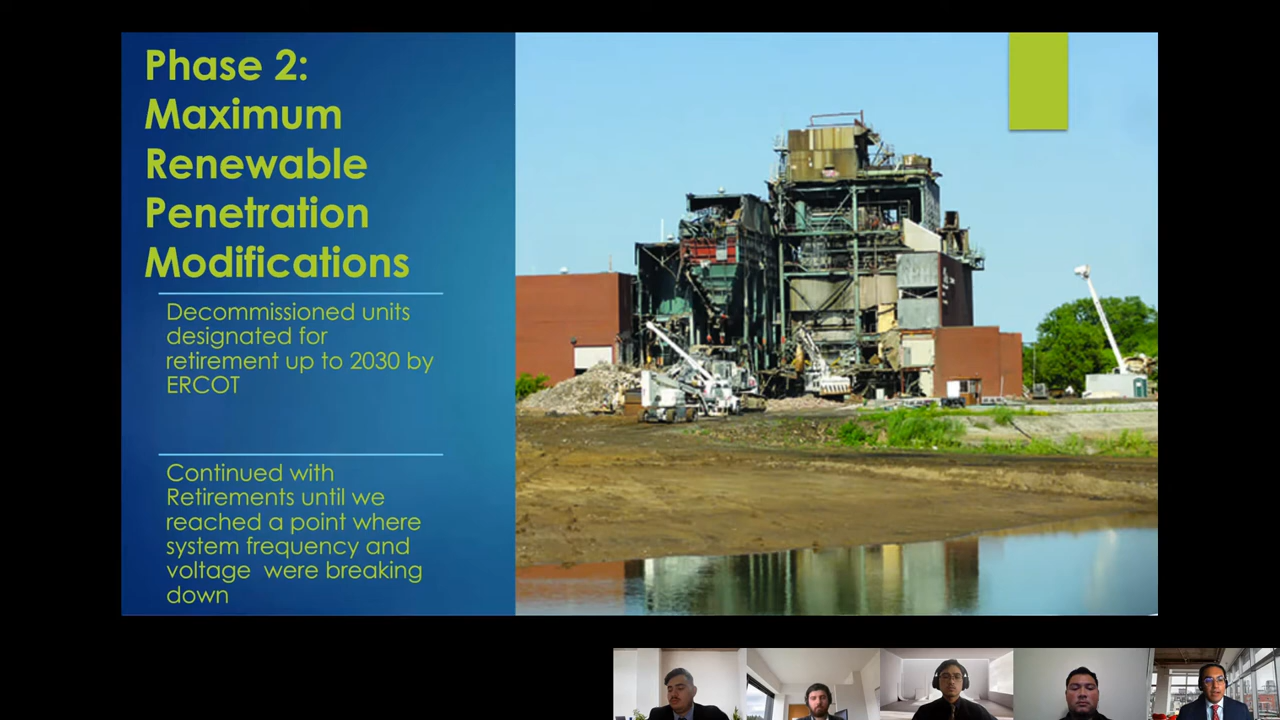 Phase 2:
Maximum
Renewable
Penetration
Modifications
Decommissioned units
designated for
retirement up to 2030 by
ERCOT
Continued with
Retirements until we
reached a point where
system frequency and
voltage were breaking
down